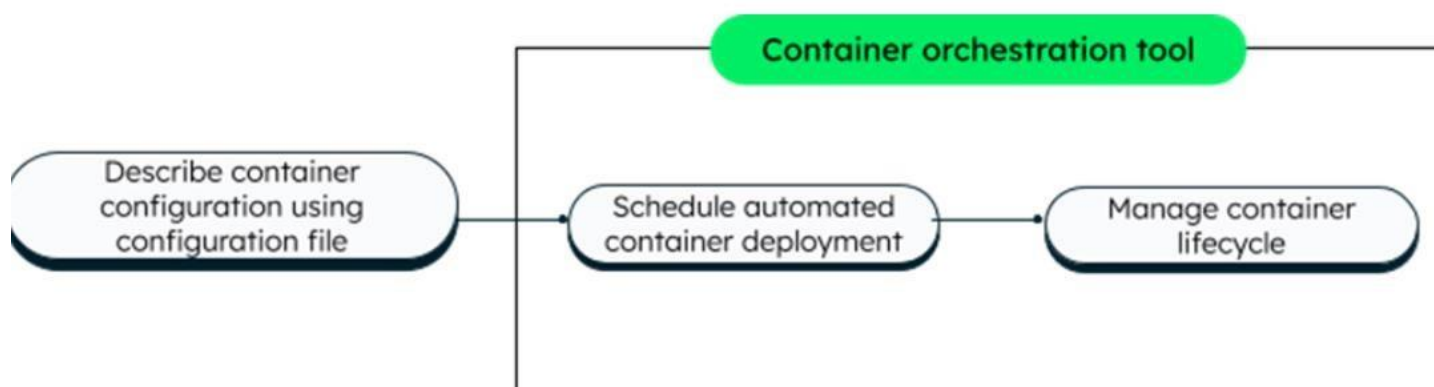 Container orchestration tool
Describe container
configuration using
configuration file
Schedule automated
container deployment
Manage container
lifecycle